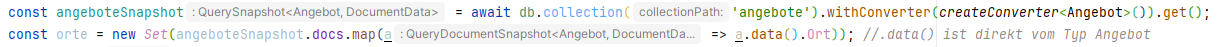 const angeboteSnapshot : QuerySnapshot<Angebot, DocumentData> = await db.collection( collectionPath: 'angebote').withConverter(createConverter<Angebot>()).get();
const orte = new Set(angeboteSnapshot.docs.map(a : QueryDocumentSnapshot<Angebot, DocumentDa... => a.data().Ort)); //.data() ist direkt vom Typ Angebot